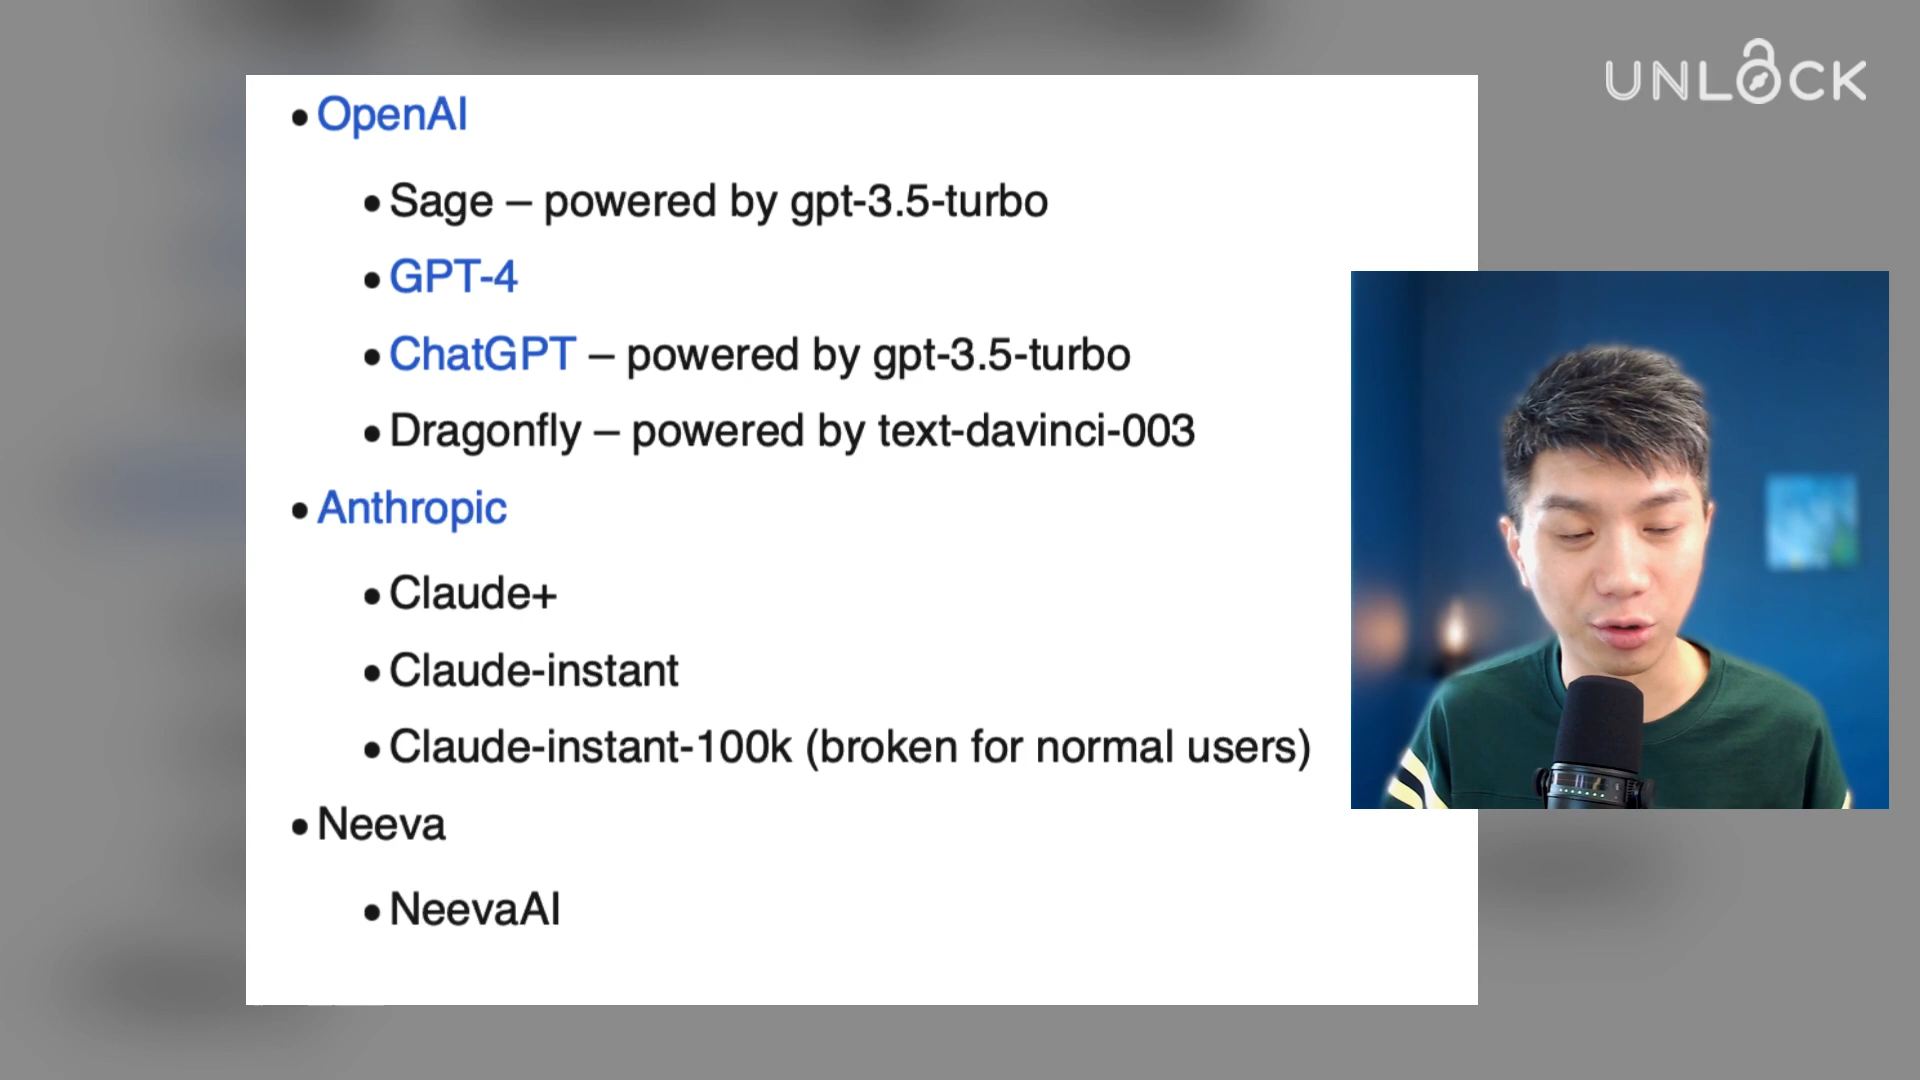 UNLOCK
• OpenAI
• Sage – powered by gpt-3.5-turbo
• GPT-4
• ChatGPT – powered by gpt-3.5-turbo
• Dragonfly – powered by text-davinci-003
• Anthropic
• Claude+
• Claude-instant
• Claude-instant-100k (broken for normal users)
• Neeva
• NeevaAI